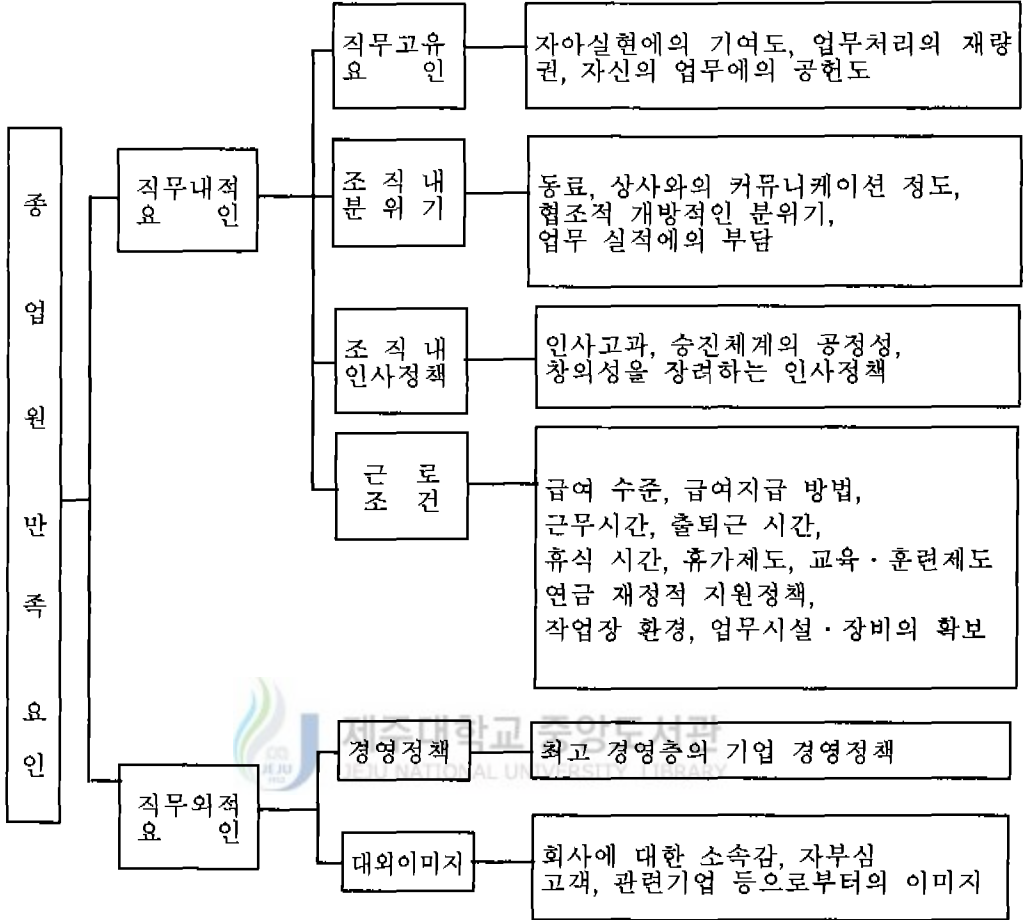 종업원만족요인
직무내적
요 인
직무고유
요 인
자아실현에의 기여도, 업무처리의 재량
권, 자신의 업무에의 공헌도
조 직 내
분 위 기
동료, 상사와의 커뮤니케이션 정도,
협조적 개방적인 분위기,
업무 실적에의 부담
조 직 내
인사정책
인사고과, 승진체계의 공정성,
창의성을 장려하는 인사정책
근 로
조 건
급여 수준, 급여지급 방법,
근무시간, 출퇴근 시간,
휴식 시간, 휴가제도, 교육·훈련제도
연금 재정적 지원정책,
작업장 환경, 업무시설·장비의 확보
직무외적
요 인
경영정책
최고 경영층의 기업 경영정책
대외이미지
회사에 대한 소속감, 자부심
고객, 관련기업 등으로부터의 이미지
제주대학교 중앙도서관
JEJU NATIONAL UNIVERSITY LIBRARY
JEJU